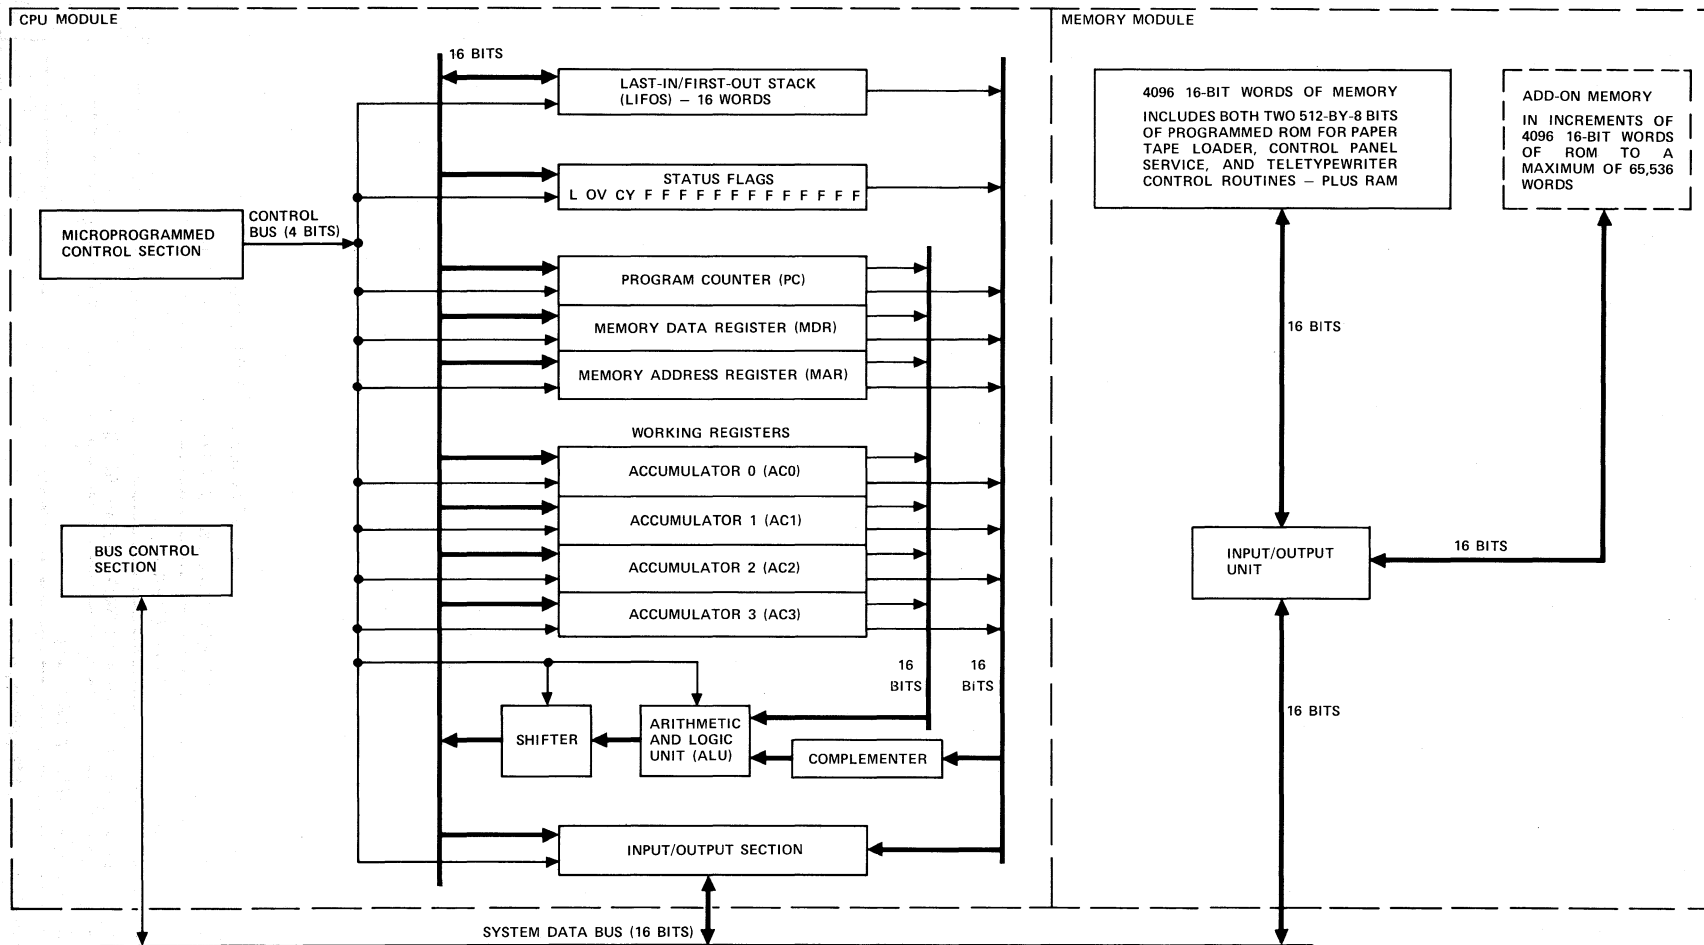 CPU MODULE
MEMORY MODULE
16 BITS
LAST-IN/FIRST-OUT STACK
(LIFOS) – 16 WORDS
STATUS FLAGS
L OV CY F F F F F F F F F F F F F
MICROPROGRAMMED
CONTROL SECTION
CONTROL
BUS (4 BITS)
PROGRAM COUNTER (PC)
MEMORY DATA REGISTER (MDR)
MEMORY ADDRESS REGISTER (MAR)
WORKING REGISTERS
ACCUMULATOR 0 (AC0)
ACCUMULATOR 1 (AC1)
ACCUMULATOR 2 (AC2)
ACCUMULATOR 3 (AC3)
BUS CONTROL
SECTION
16
BITS
16
BITS
SHIFTER
ARITHMETIC
AND LOGIC
UNIT (ALU)
COMPLEMENTER
INPUT/OUTPUT SECTION
SYSTEM DATA BUS (16 BITS)
4096 16-BIT WORDS OF MEMORY
INCLUDES BOTH TWO 512-BY-8 BITS
OF PROGRAMMED ROM FOR PAPER
TAPE LOADER, CONTROL PANEL
SERVICE, AND TELETYPEWRITER
CONTROL ROUTINES – PLUS RAM
ADD-ON MEMORY
IN INCREMENTS OF
4096 16-BIT WORDS
OF ROM TO A
MAXIMUM OF 65,536
WORDS
16 BITS
INPUT/OUTPUT
UNIT
16 BITS
16 BITS